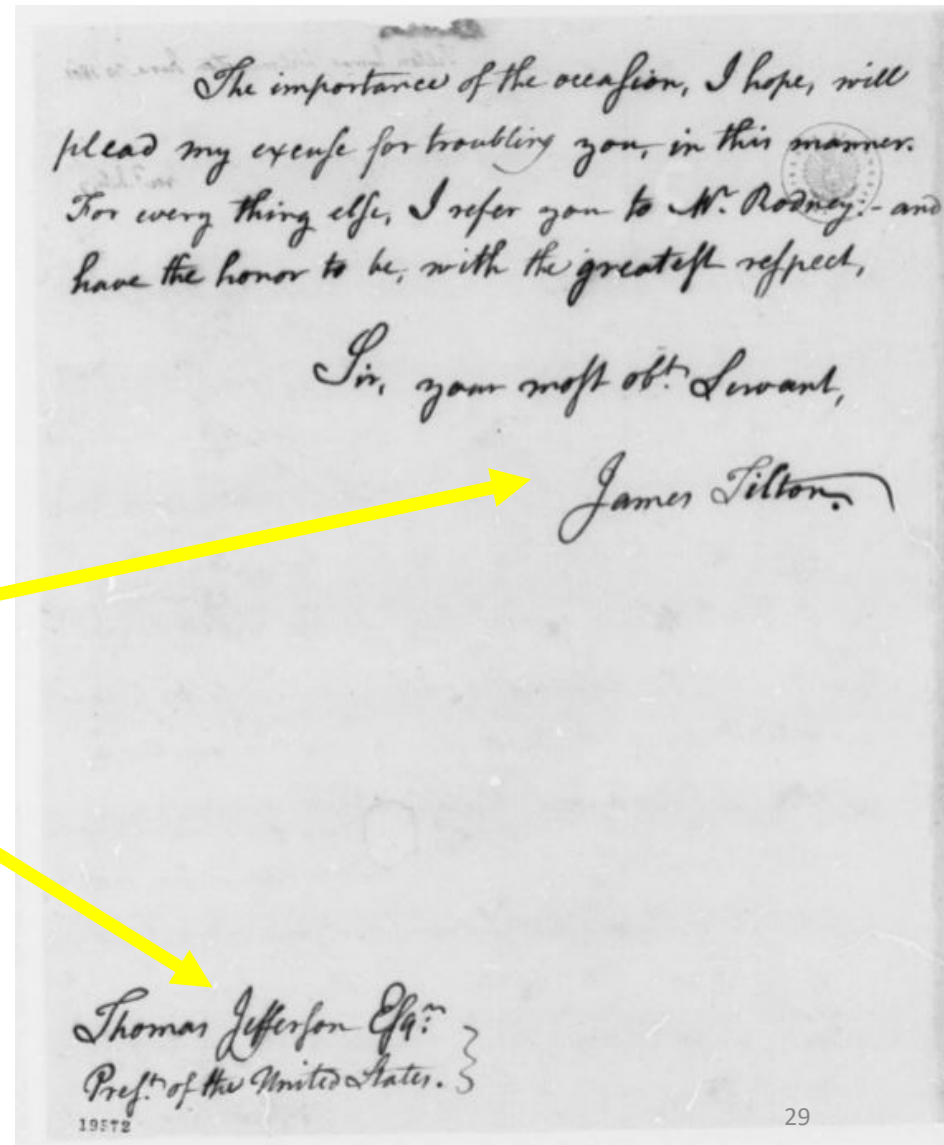 The importance of the occasion, I hope, will
plead my excuse for troubling you, in this manner.
For every thing else, I refer you to Mr. Rodney:- and
have the honor to be, with the greatest respect,
Sir, your most obt. Servant,
James Tilton.
Thomas Jefferson Esqr.
Prest. of the United States.
19572
29